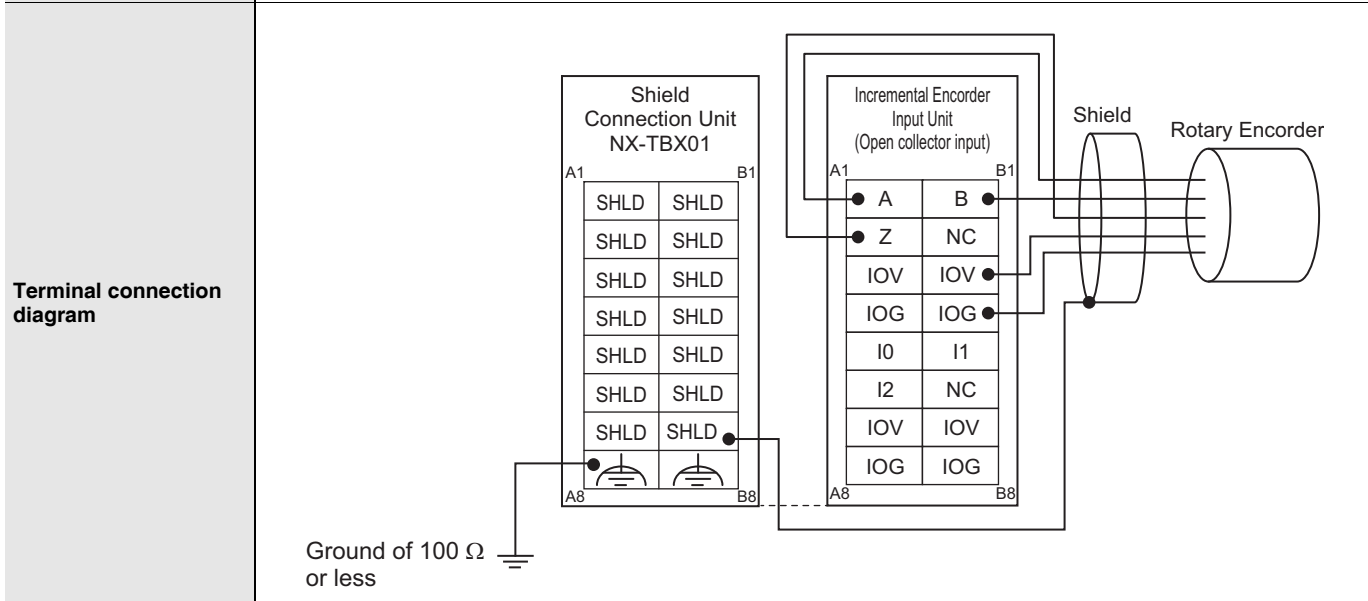 Terminal connection
diagram
Shield
Connection Unit
NX-TBX01
A1 B1
SHLD SHLD
SHLD SHLD
SHLD SHLD
SHLD SHLD
SHLD SHLD
SHLD SHLD
SHLD SHLD
A8 B8
Ground of 100 Ω
or less
Incremental Encorder
Input Unit
(Open collector input)
A1 B1
A B
Z NC
IOV IOV
IOG IOG
I0 I1
I2 NC
IOV IOV
IOG IOG
A8 B8
Shield
Rotary Encorder